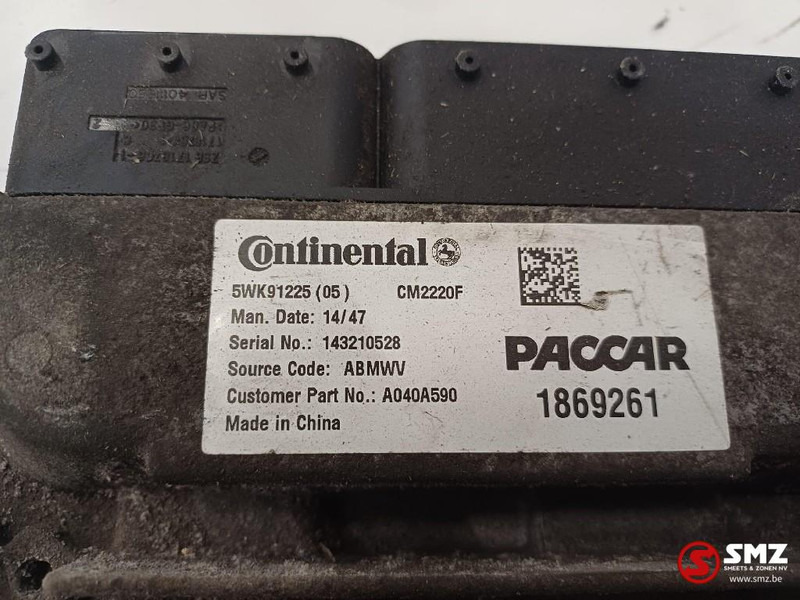 Continental
5WK91225 (05) CM2220F
Man. Date: 14/47
Serial No.: 143210528
Source Code: ABMWV
Customer Part No.: A040A590
Made in China
PACCAR
1869261
SMZ
SMEETS & ZONEN NV
www.smz.be